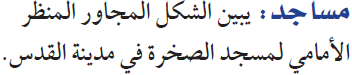 مساجد: يبين الشكل المجاور المنظر
الأمامي لمسجد الصخرة في مدينة القدس.